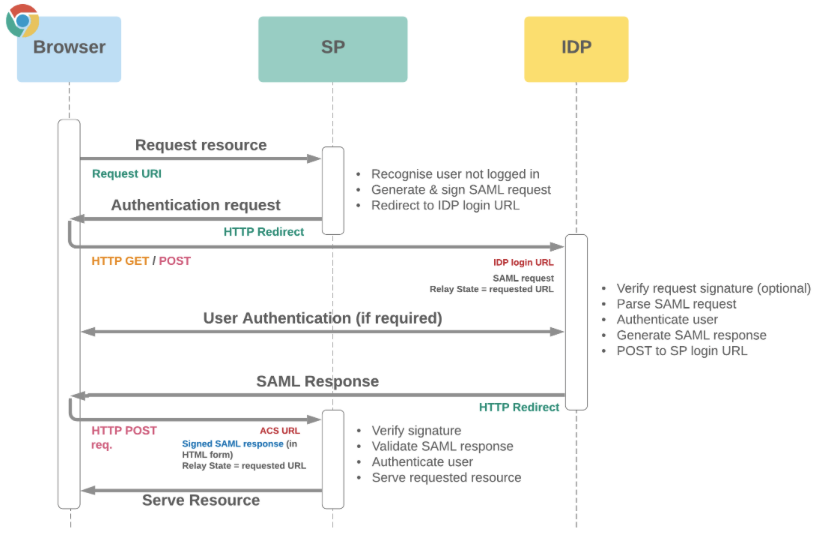 Browser
SP
IDP
Request resource
Request URI
• Recognise user not logged in
• Generate & sign SAML request
• Redirect to IDP login URL
Authentication request
HTTP Redirect
HTTP GET / POST
IDP login URL
SAML request
Relay State = requested URL
• Verify request signature (optional)
• Parse SAML request
• Authenticate user
• Generate SAML response
• POST to SP login URL
User Authentication (if required)
SAML Response
HTTP Redirect
HTTP POST
req.
ACS URL
Signed SAML response (in
HTML form)
Relay State = requested URL
• Verify signature
• Validate SAML response
• Authenticate user
• Serve requested resource
Serve Resource